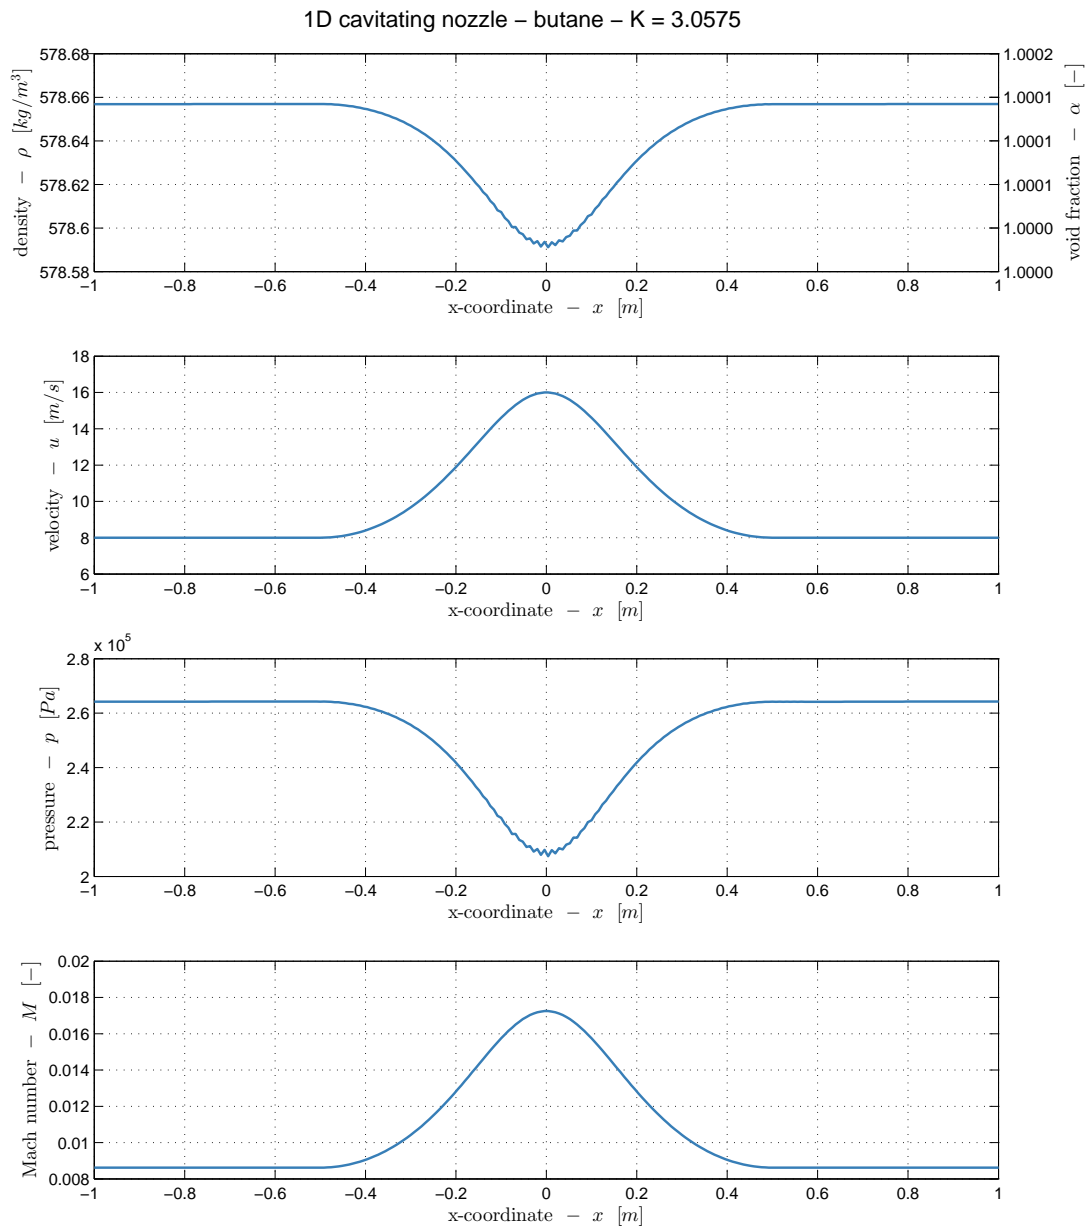 1D cavitating nozzle – butane – K = 3.0575
density − ρ [kg/m³]
578.68
578.66
578.64
578.62
578.6
578.58
1.0002
1.0001
1.0001
1.0001
1.0000
1.0000
void fraction − α [−]
−1 −0.8 −0.6 −0.4 −0.2 0 0.2 0.4 0.6 0.8 1
x-coordinate − x [m]
velocity − u [m/s]
18
16
14
12
10
8
6
−1 −0.8 −0.6 −0.4 −0.2 0 0.2 0.4 0.6 0.8 1
x-coordinate − x [m]
x 10⁵
pressure − p [Pa]
2.8
2.6
2.4
2.2
2
−1 −0.8 −0.6 −0.4 −0.2 0 0.2 0.4 0.6 0.8 1
x-coordinate − x [m]
Mach number − M [−]
0.02
0.018
0.016
0.014
0.012
0.01
0.008
−1 −0.8 −0.6 −0.4 −0.2 0 0.2 0.4 0.6 0.8 1
x-coordinate − x [m]